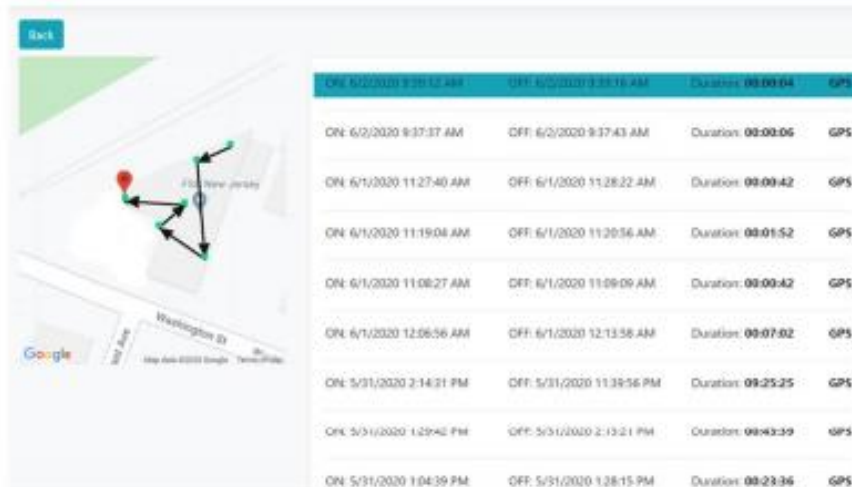 Back
ON: 6/2/2020 9:39:12 AM OFF: 6/2/2020 9:39:16 AM Duration: 00:00:04 GPS
ON: 6/2/2020 9:37:37 AM OFF: 6/2/2020 9:37:43 AM Duration: 00:00:06 GPS
ON: 6/1/2020 11:27:40 AM OFF: 6/1/2020 11:28:22 AM Duration: 00:00:42 GPS
ON: 6/1/2020 11:19:04 AM OFF: 6/1/2020 11:20:56 AM Duration: 00:01:52 GPS
ON: 6/1/2020 11:08:27 AM OFF: 6/1/2020 11:09:09 AM Duration: 00:00:42 GPS
ON: 6/1/2020 12:06:56 AM OFF: 6/1/2020 12:13:58 AM Duration: 00:07:02 GPS
ON: 5/31/2020 2:14:31 PM OFF: 5/31/2020 11:39:56 PM Duration: 09:25:25 GPS
ON: 5/31/2020 1:29:42 PM OFF: 5/31/2020 2:13:21 PM Duration: 00:43:39 GPS
ON: 5/31/2020 1:04:39 PM OFF: 5/31/2020 1:28:15 PM Duration: 00:23:36 GPS
New Jersey
Washington St
Ave
Google
Map data ©2020 Google